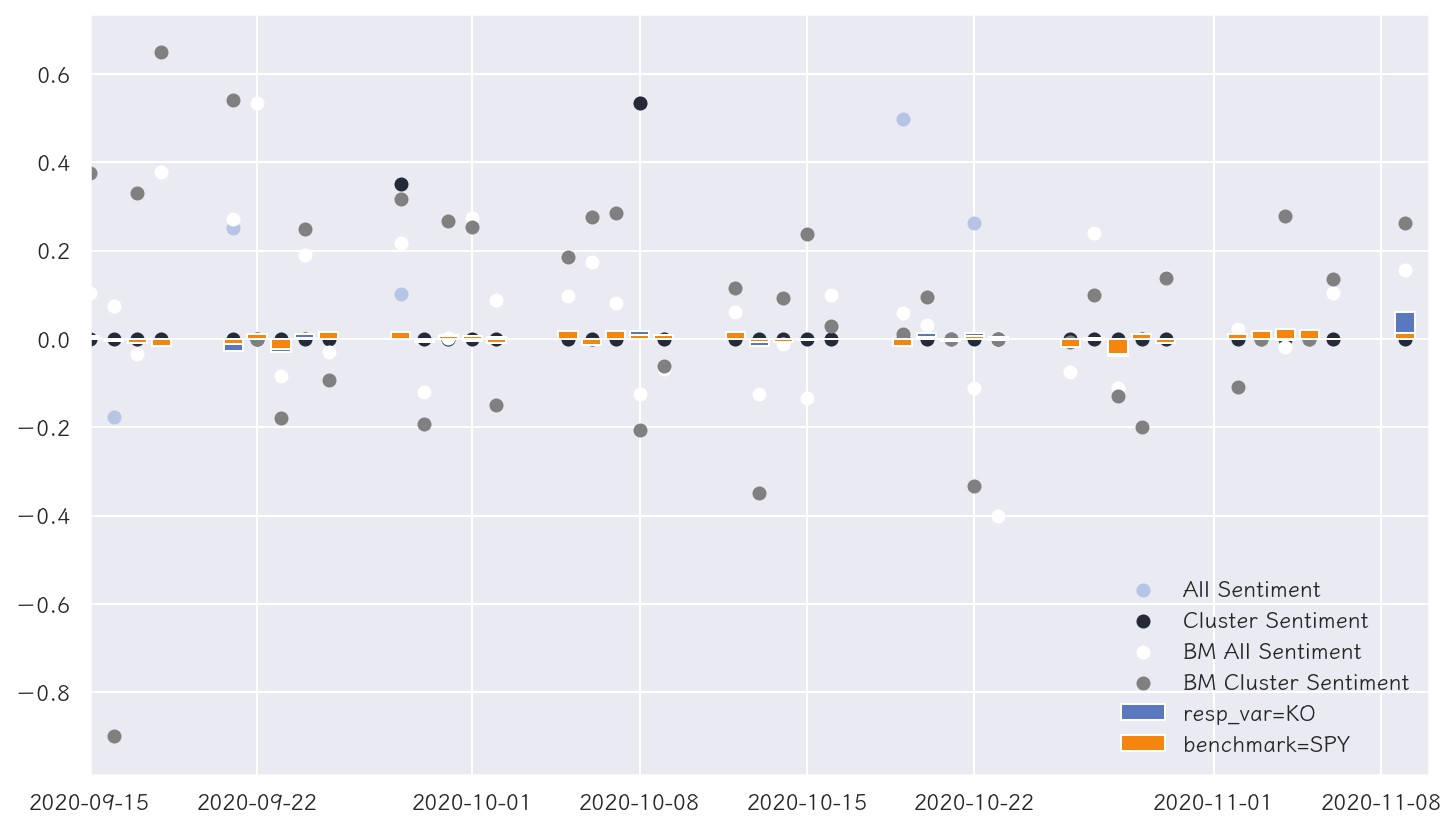 0.6
0.4
0.2
0.0
−0.2
−0.4
−0.6
−0.8
All Sentiment
Cluster Sentiment
BM All Sentiment
BM Cluster Sentiment
resp_var=KO
benchmark=SPY
2020-09-15 2020-09-22 2020-10-01 2020-10-08 2020-10-15 2020-10-22 2020-11-01 2020-11-08